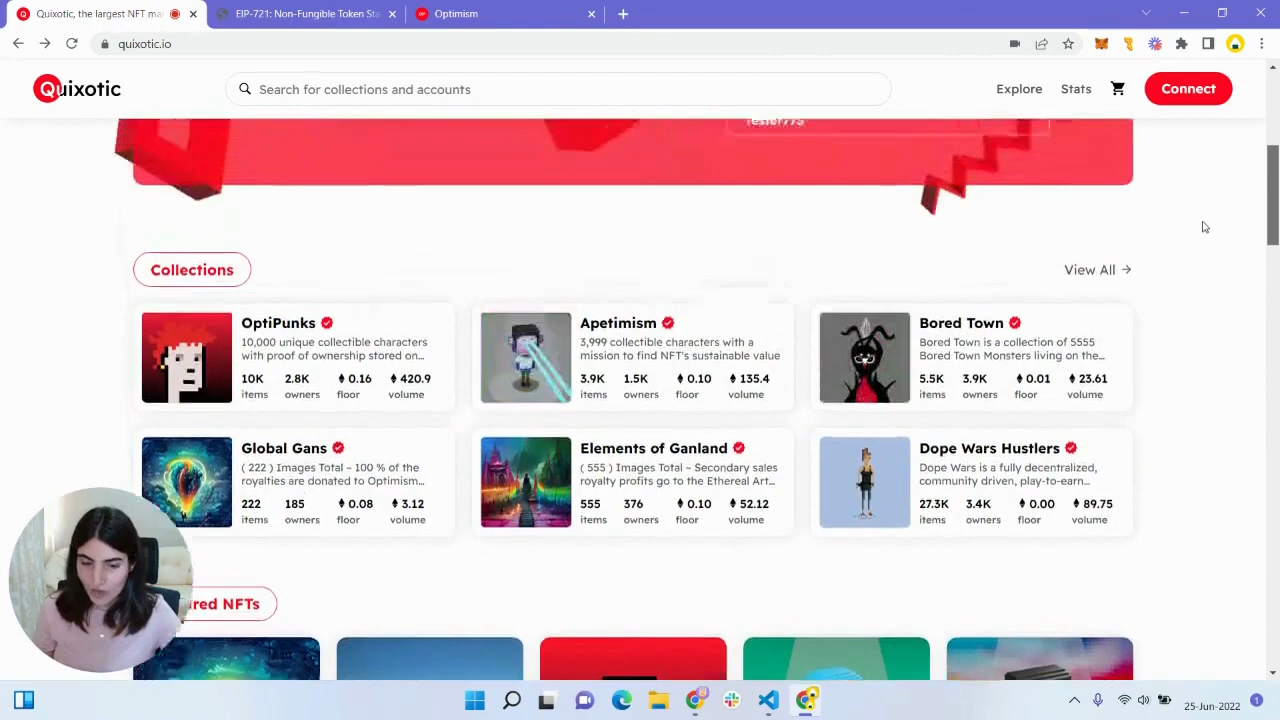 Quixotic, the largest NFT ma
EIP-721: Non-Fungible Token Sta
Optimism
quixotic.io
Quixotic
Search for collections and accounts
Explore
Stats
Connect
Collections
View All →
OptiPunks
10,000 unique collectible characters
with proof of ownership stored on...
10K 2.8K 0.16 420.9
items owners floor volume
Apetimism
3,999 collectible characters with a
mission to find NFT's sustainable value
3.9K 1.5K 0.10 135.4
items owners floor volume
Bored Town
Bored Town is a collection of 5555
Bored Town Monsters living on the...
5.5K 3.9K 0.01 23.61
items owners floor volume
Global Gans
( 222 ) Images Total ~ 100 % of the
royalties are donated to Optimism...
222 185 0.08 3.12
items owners floor volume
Elements of Ganland
( 555 ) Images Total ~ Secondary sales
royalty profits go to the Ethereal Art...
555 376 0.10 52.12
items owners floor volume
Dope Wars Hustlers
Dope Wars is a fully decentralized,
community driven, play-to-earn...
27.3K 3.4K 0.00 89.75
items owners floor volume
red NFTs
25-Jun-2022
1